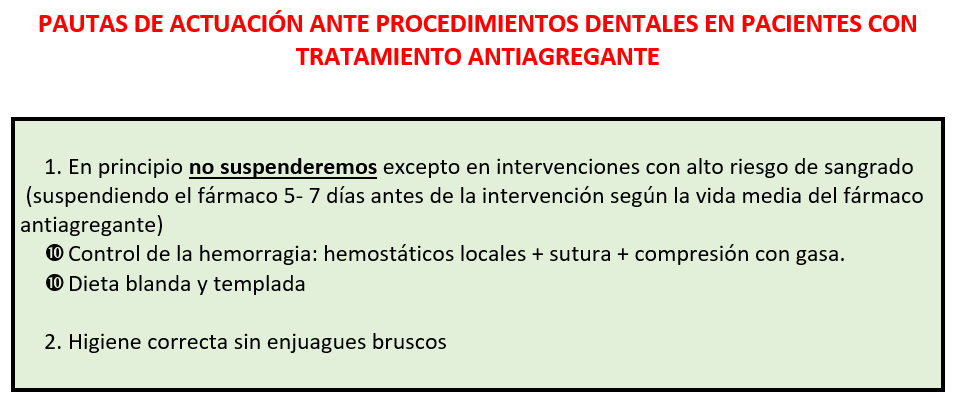 PAUTAS DE ACTUACIÓN ANTE PROCEDIMIENTOS DENTALES EN PACIENTES CON
TRATAMIENTO ANTIAGREGANTE
1. En principio no suspenderemos excepto en intervenciones con alto riesgo de sangrado
(suspendiendo el fármaco 5- 7 días antes de la intervención según la vida media del fármaco
antiagregante)
❿ Control de la hemorragia: hemostáticos locales + sutura + compresión con gasa.
❿ Dieta blanda y templada
2. Higiene correcta sin enjuagues bruscos